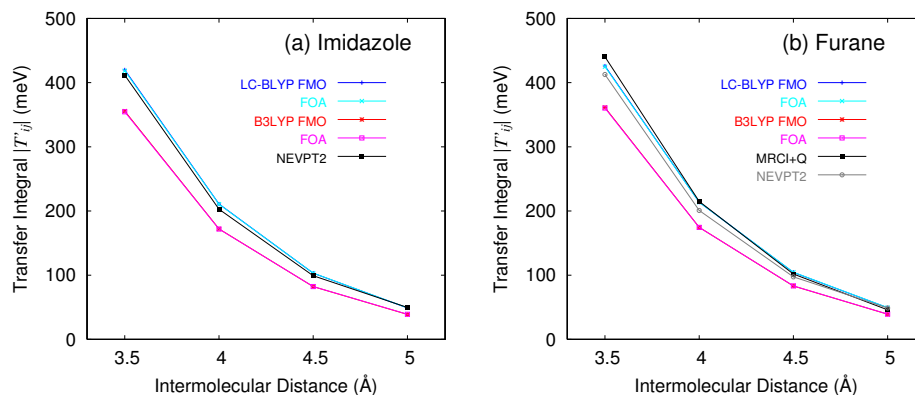 (a) Imidazole
Transfer Integral |T'ij| (meV)
500
400
300
200
100
0
LC-BLYP FMO
FOA
B3LYP FMO
FOA
NEVPT2
3.5 4 4.5 5
Intermolecular Distance (Å)
(b) Furane
Transfer Integral |T'ij| (meV)
500
400
300
200
100
0
LC-BLYP FMO
FOA
B3LYP FMO
FOA
MRCI+Q
NEVPT2
3.5 4 4.5 5
Intermolecular Distance (Å)